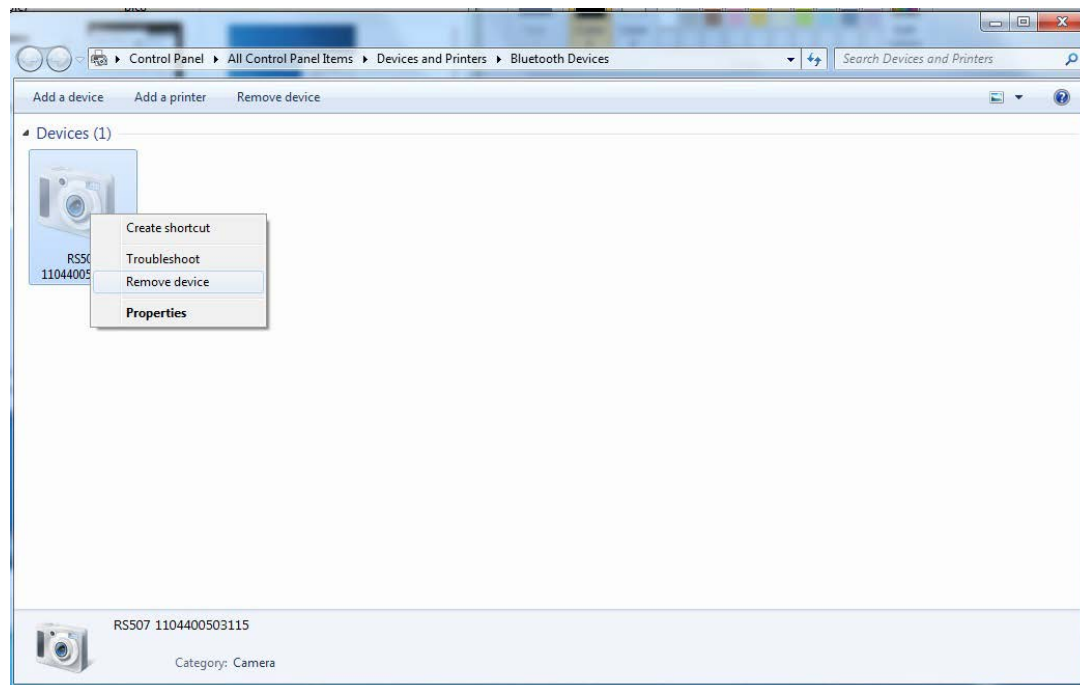 Control Panel ▸ All Control Panel Items ▸ Devices and Printers ▸ Bluetooth Devices
Search Devices and Printers
Add a device Add a printer Remove device
Devices (1)
Create shortcut
RS50
Troubleshoot
11044005
Remove device
Properties
RS507 1104400503115
Category: Camera